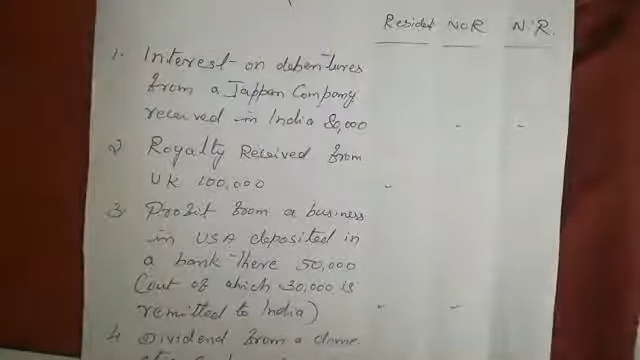 Resident NOR N.R.
1. Interest on debentures
from a Jappan Company
received in India 80,000
2. Royalty Received from
UK 100,000
3. Profit from a business
in USA deposited in
a bank There 50,000
(out of which 30,000 is
remitted to India)
4. Dividend from a dome